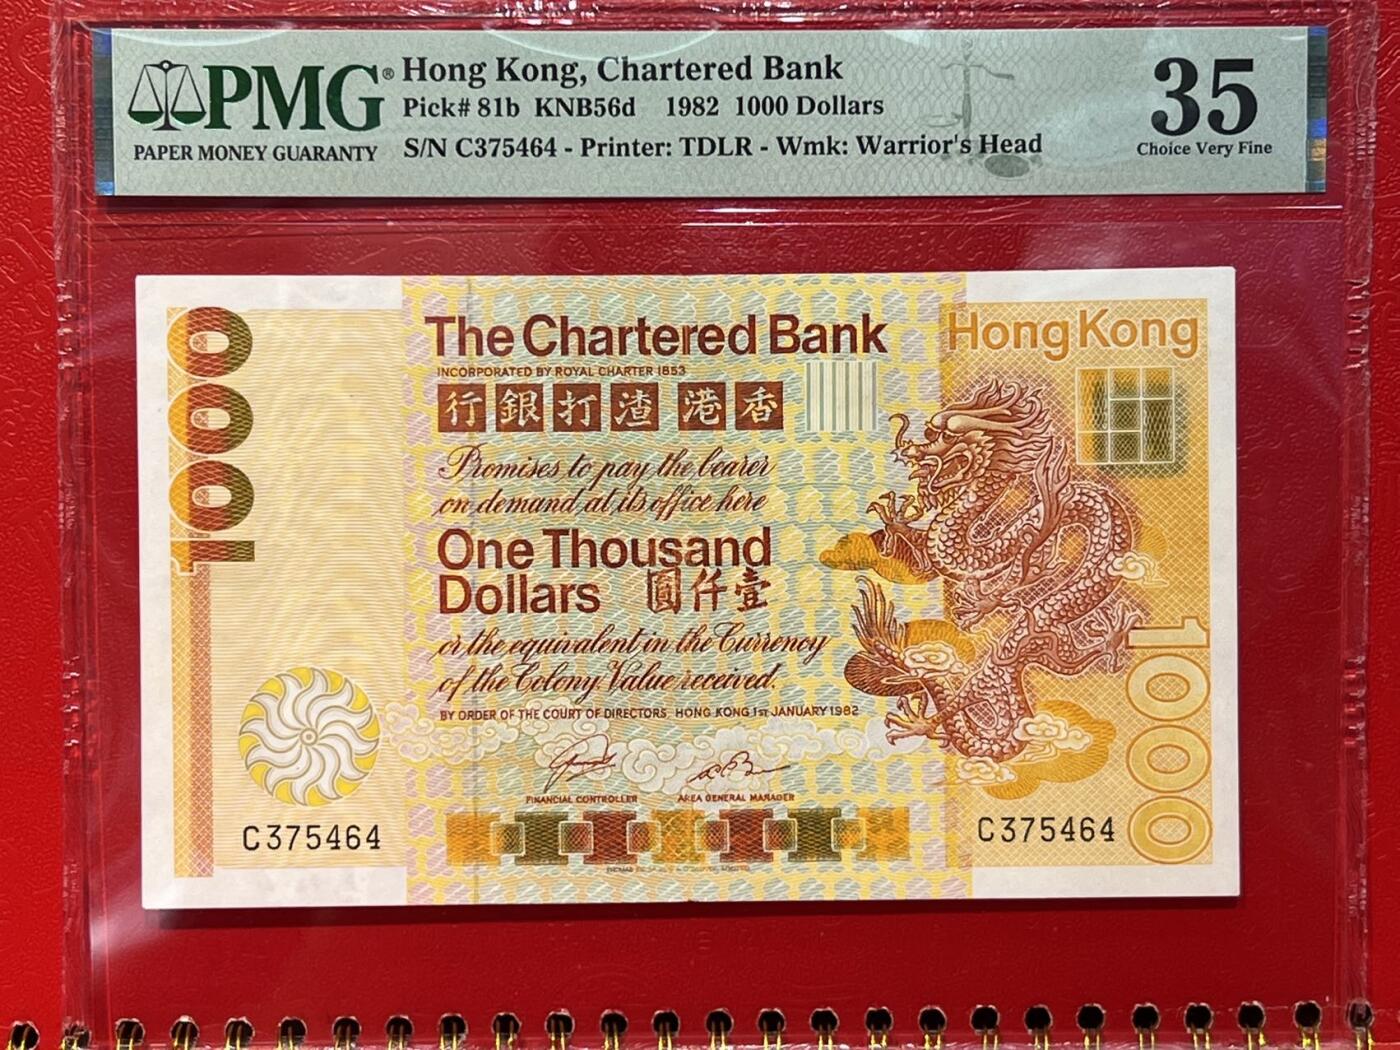 PMG®
PAPER MONEY GUARANTY
Hong Kong, Chartered Bank
Pick# 81b KNB56d 1982 1000 Dollars
S/N C375464 - Printer: TDLR - Wmk: Warrior's Head
35
Choice Very Fine
1000
The Chartered Bank
Hong Kong
INCORPORATED BY ROYAL CHARTER 1853
行銀打渣 港香
Promises to pay the bearer
on demand at its office here
One Thousand
Dollars 圓仟壹
or the equivalent in the Currency
of the Colony. Value received.
BY ORDER OF THE COURT OF DIRECTORS, HONG KONG 1ST JANUARY 1982
FINANCIAL CONTROLLER AREA GENERAL MANAGER
C375464
C375464
1000